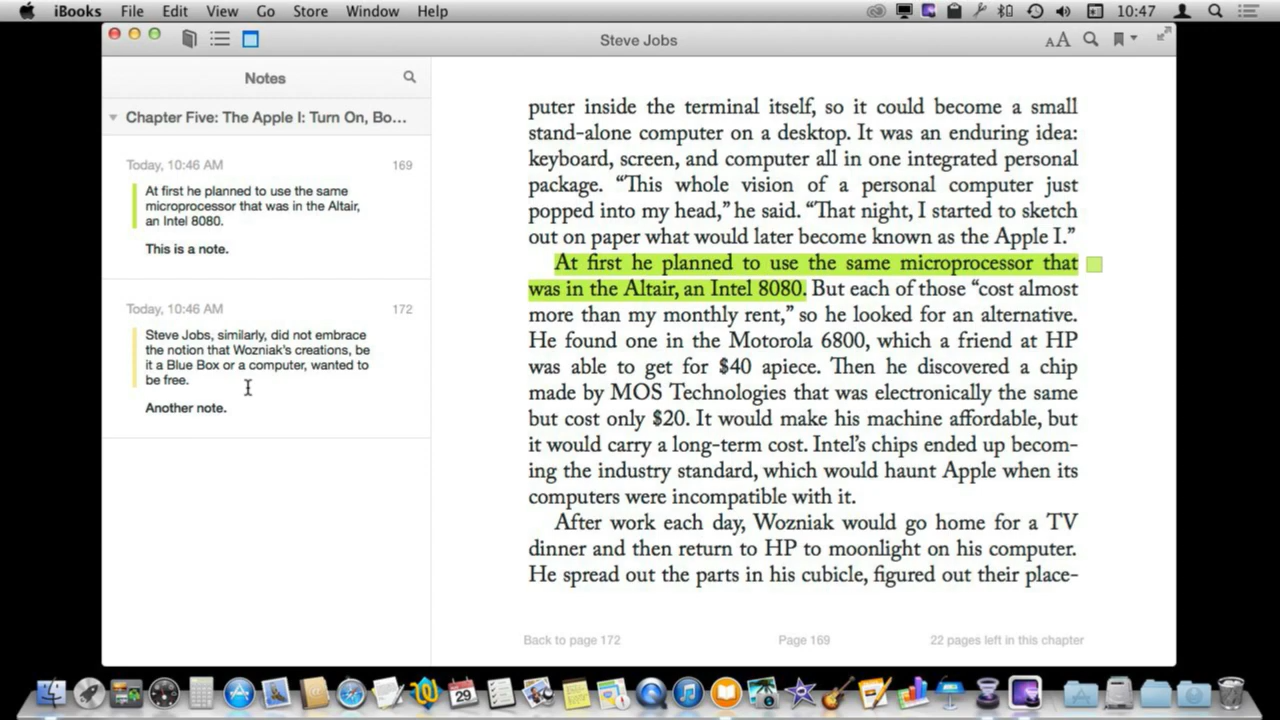 iBooks File Edit View Go Store Window Help 10:47
Steve Jobs
AA
Notes
Chapter Five: The Apple I: Turn On, Bo...
Today, 10:46 AM 169
At first he planned to use the same
microprocessor that was in the Altair,
an Intel 8080.
This is a note.
Today, 10:46 AM 172
Steve Jobs, similarly, did not embrace
the notion that Wozniak's creations, be
it a Blue Box or a computer, wanted to
be free.
Another note.
puter inside the terminal itself, so it could become a small
stand-alone computer on a desktop. It was an enduring idea:
keyboard, screen, and computer all in one integrated personal
package. “This whole vision of a personal computer just
popped into my head,” he said. “That night, I started to sketch
out on paper what would later become known as the Apple I.”
At first he planned to use the same microprocessor that
was in the Altair, an Intel 8080. But each of those “cost almost
more than my monthly rent,” so he looked for an alternative.
He found one in the Motorola 6800, which a friend at HP
was able to get for $40 apiece. Then he discovered a chip
made by MOS Technologies that was electronically the same
but cost only $20. It would make his machine affordable, but
it would carry a long-term cost. Intel’s chips ended up becom-
ing the industry standard, which would haunt Apple when its
computers were incompatible with it.
After work each day, Wozniak would go home for a TV
dinner and then return to HP to moonlight on his computer.
He spread out the parts in his cubicle, figured out their place-
Back to page 172 Page 169 22 pages left in this chapter
29